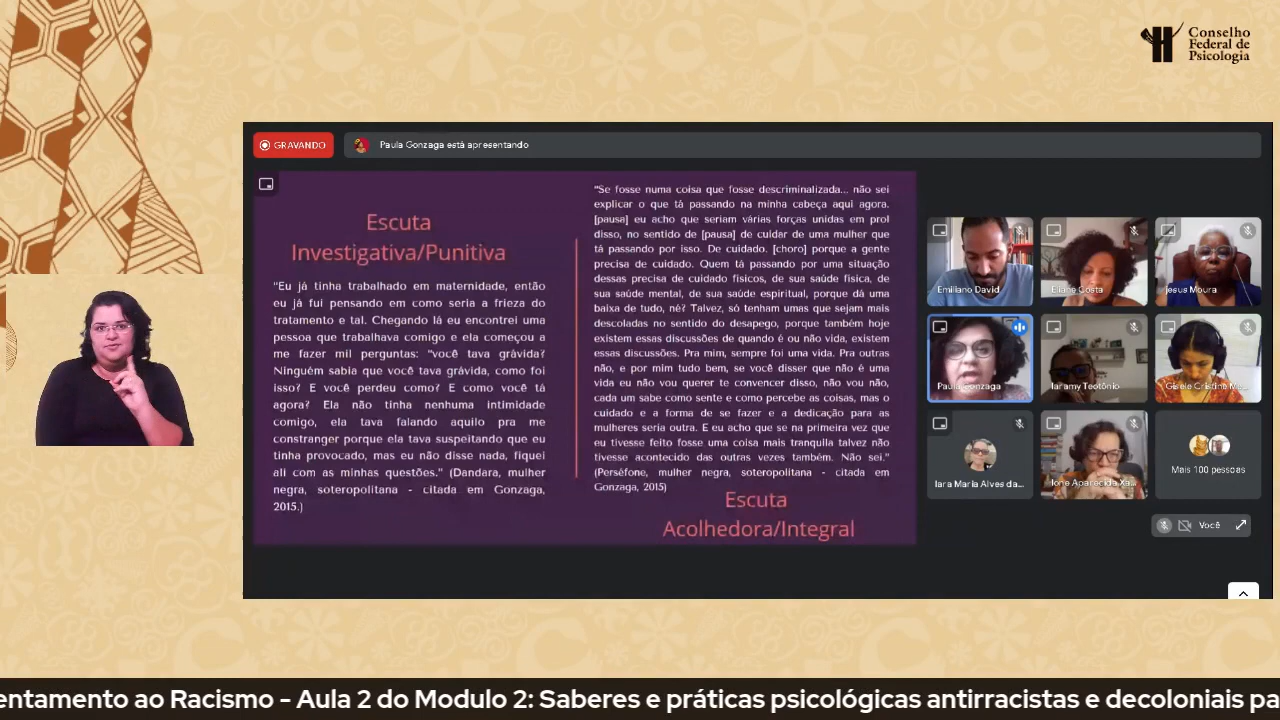 Conselho
Federal de
Psicologia
GRAVANDO
Paula Gonzaga está apresentando
Escuta
Investigativa/Punitiva
"Eu já tinha trabalhado em maternidade, então
eu já fui pensando em como seria a frieza do
tratamento e tal. Chegando lá eu encontrei uma
pessoa que trabalhava comigo e ela começou a
me fazer mil perguntas: "você tava grávida?
Ninguém sabia que você tava grávida, como foi
isso? E você perdeu como? E como você tá
agora? Ela não tinha nenhuma intimidade
comigo, ela tava falando aquilo pra me
constranger porque ela tava suspeitando que eu
tinha provocado, mas eu não disse nada, fiquei
ali com as minhas questões." (Dandara, mulher
negra, soteropolitana - citada em Gonzaga,
2015.)
"Se fosse numa coisa que fosse descriminalizada... não sei
explicar o que tá passando na minha cabeça aqui agora.
[pausa] eu acho que seriam várias forças unidas em prol
disso, no sentido de [pausa] de cuidar de uma mulher que
tá passando por isso. De cuidado. [choro] porque a gente
precisa de cuidado. Quem tá passando por uma situação
dessas precisa de cuidado físicos, de sua saúde física, de
sua saúde mental, de sua saúde espiritual, porque dá uma
baixa de tudo, né? Talvez, só tenham umas que sejam mais
descoladas no sentido do desapego, porque também hoje
existem essas discussões de quando é ou não vida, existem
essas discussões. Pra mim, sempre foi uma vida. Pra outras
não, e por mim tudo bem, se você disser que não é uma
vida eu não vou querer te convencer disso, não vou não,
cada um sabe como sente e como percebe as coisas, mas o
cuidado e a forma de se fazer e a dedicação para as
mulheres seria outra. E eu acho que se na primeira vez que
eu tivesse feito fosse uma coisa mais tranquila talvez não
tivesse acontecido das outras vezes também. Não sei."
(Perséfone, mulher negra, soteropolitana - citada em
Gonzaga, 2015)
Escuta
Acolhedora/Integral
Emiliano David
Eliane Costa
jesus Moura
Paula Gonzaga
Iaramy Teotônio
Gisele Cristine M...
Iara Maria Alves da...
Ione Aparecida Xa...
Mais 100 pessoas
Você
entamento ao Racismo - Aula 2 do Modulo 2: Saberes e práticas psicológicas antirracistas e decoloniais pa